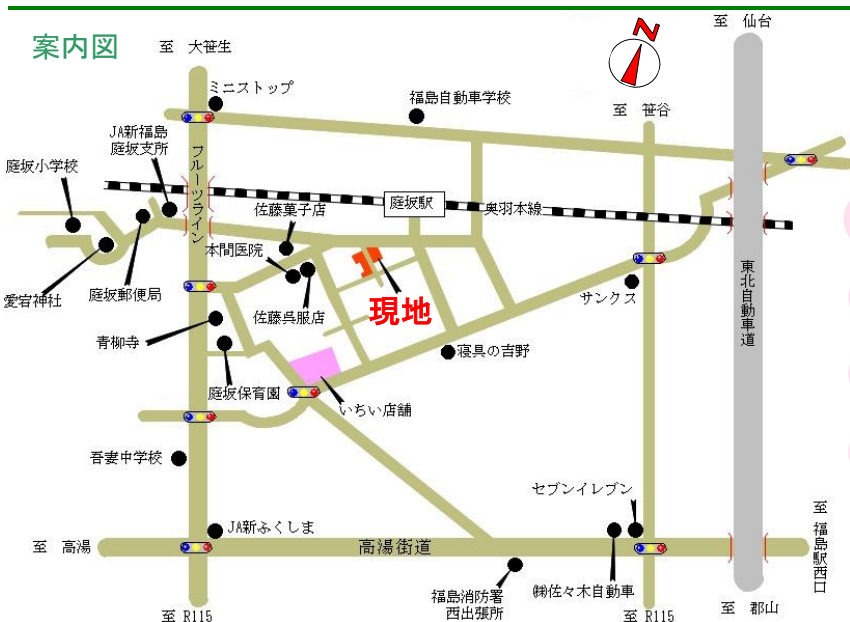 案内図
至 大笹生
至 仙台
N
ミニストップ
福島自動車学校
至 笹谷
JA新福島
庭坂支所
フルーツライン
庭坂小学校
佐藤菓子店
庭坂駅
奥羽本線
本間医院
愛宕神社
庭坂郵便局
佐藤呉服店
現地
サンクス
東北自動車道
青柳寺
寝具の吉野
庭坂保育園
いちい店舗
吾妻中学校
セブンイレブン
JA新ふくしま
至 高湯
高湯街道
至 福島駅西口
福島消防署
西出張所
㈱佐々木自動車
至 R115
至 R115
至 郡山